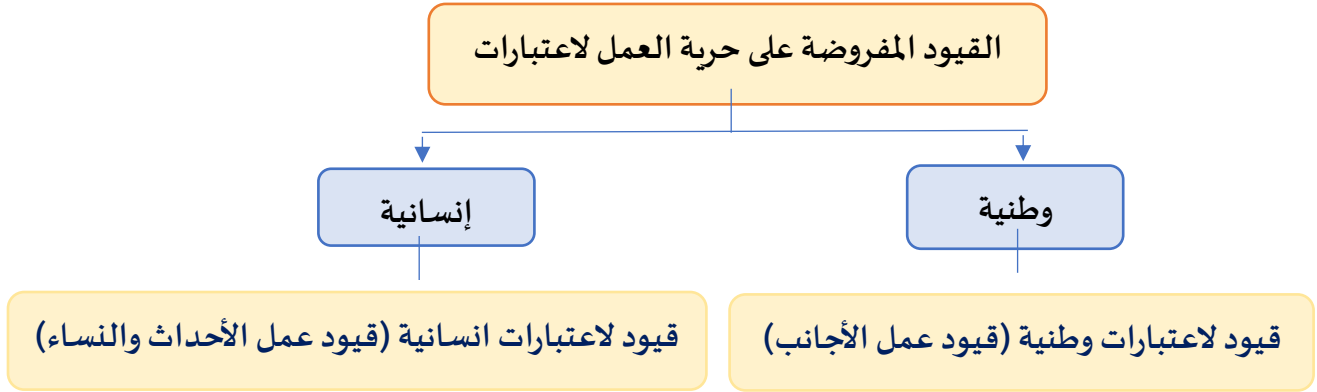 القيود المفروضة على حرية العمل لاعتبارات
وطنية
إنسانية
قيود لاعتبارات وطنية (قيود عمل الأجانب)
قيود لاعتبارات انسانية (قيود عمل الأحداث والنساء)